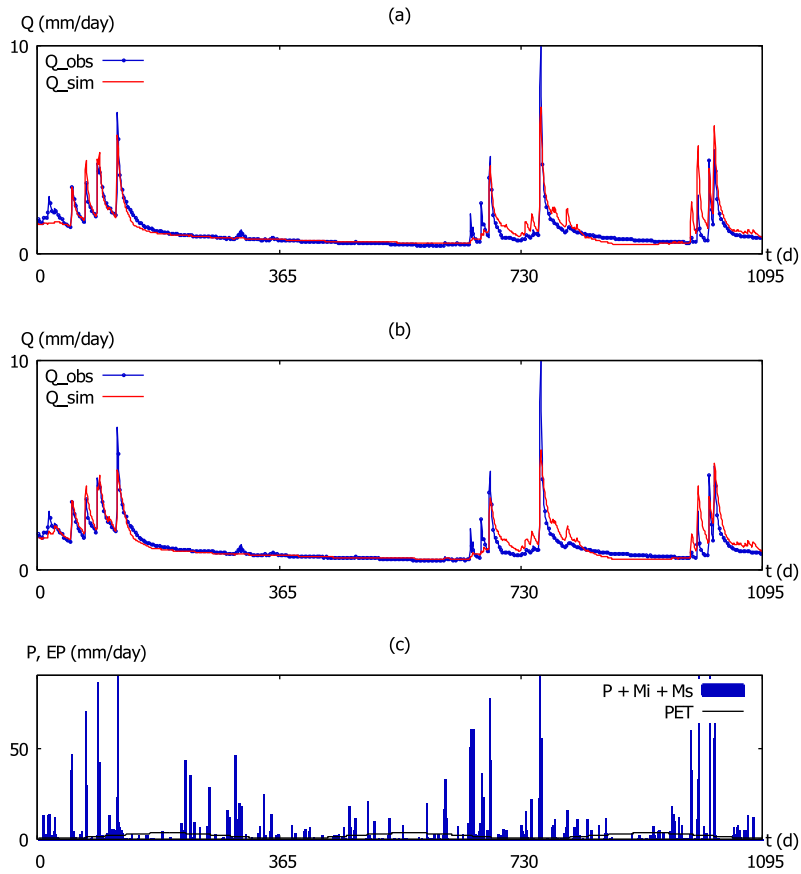 (a)
Q (mm/day)
10
Q_obs
Q_sim
0
t (d)
0 365 730 1095
(b)
Q (mm/day)
10
Q_obs
Q_sim
0
t (d)
0 365 730 1095
(c)
P, EP (mm/day)
P + Mi + Ms
PET
50
0
t (d)
0 365 730 1095